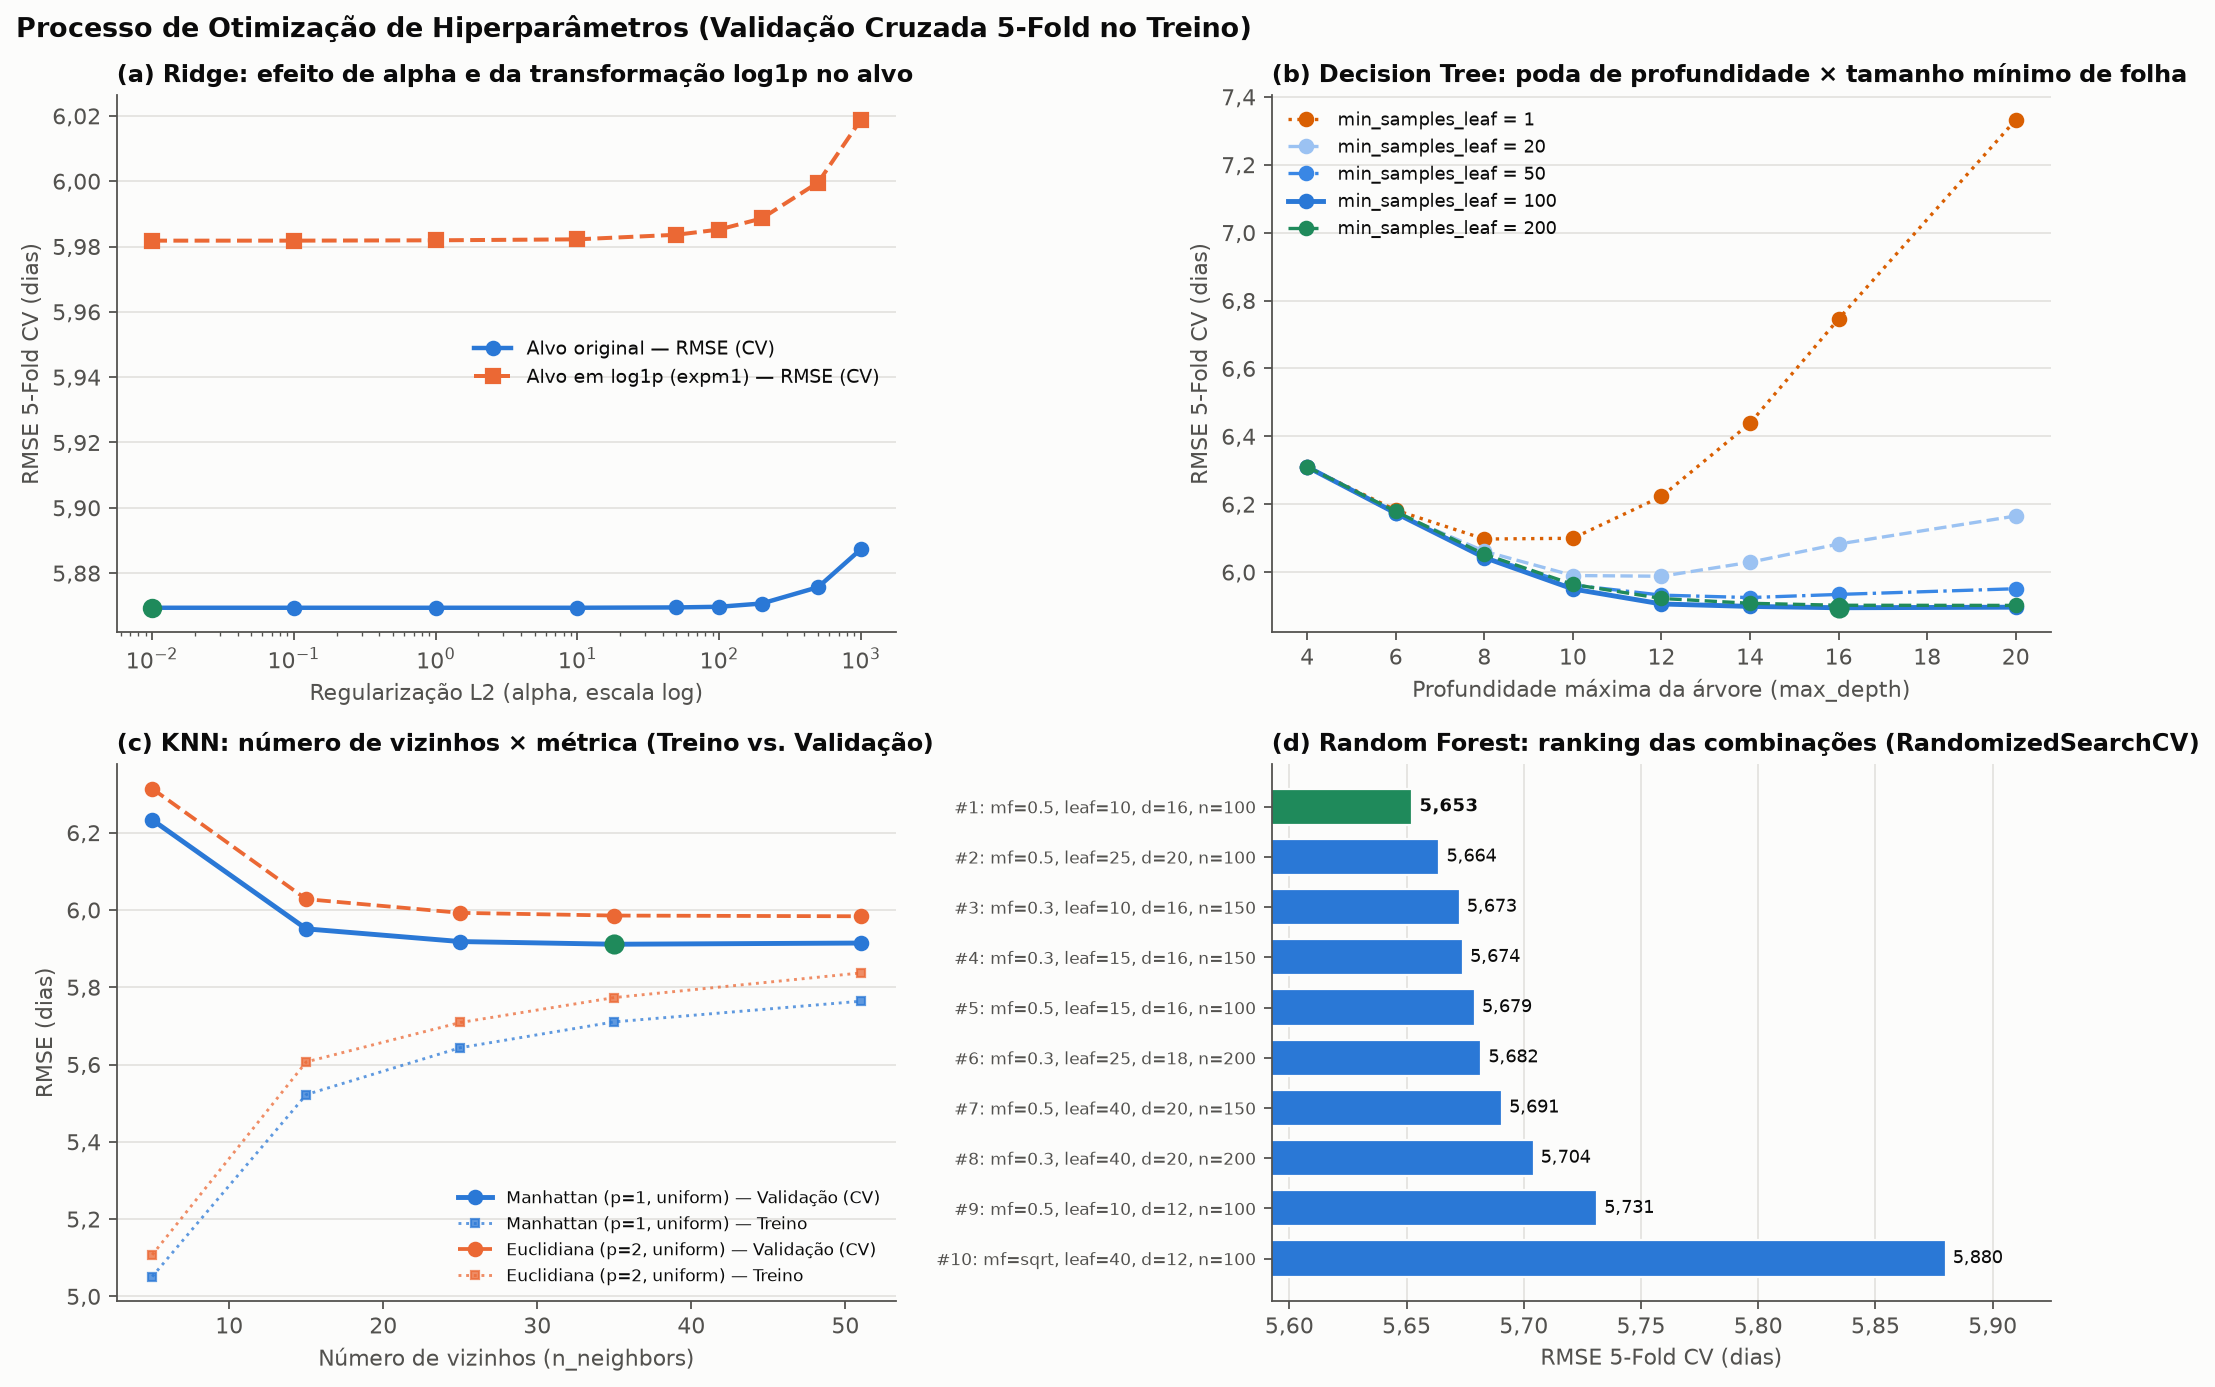 Processo de Otimização de Hiperparâmetros (Validação Cruzada 5-Fold no Treino)
(a) Ridge: efeito de alpha e da transformação log1p no alvo
6,02
6,00
5,98
5,96
5,94
5,92
5,90
5,88
RMSE 5-Fold CV (dias)
Alvo original — RMSE (CV)
Alvo em log1p (expm1) — RMSE (CV)
10⁻² 10⁻¹ 10⁰ 10¹ 10² 10³
Regularização L2 (alpha, escala log)
(b) Decision Tree: poda de profundidade × tamanho mínimo de folha
7,4
7,2
7,0
6,8
6,6
6,4
6,2
6,0
RMSE 5-Fold CV (dias)
min_samples_leaf = 1
min_samples_leaf = 20
min_samples_leaf = 50
min_samples_leaf = 100
min_samples_leaf = 200
4 6 8 10 12 14 16 18 20
Profundidade máxima da árvore (max_depth)
(c) KNN: número de vizinhos × métrica (Treino vs. Validação)
6,2
6,0
5,8
5,6
5,4
5,2
5,0
RMSE (dias)
Manhattan (p=1, uniform) — Validação (CV)
Manhattan (p=1, uniform) — Treino
Euclidiana (p=2, uniform) — Validação (CV)
Euclidiana (p=2, uniform) — Treino
10 20 30 40 50
Número de vizinhos (n_neighbors)
(d) Random Forest: ranking das combinações (RandomizedSearchCV)
#1: mf=0.5, leaf=10, d=16, n=100 5,653
#2: mf=0.5, leaf=25, d=20, n=100 5,664
#3: mf=0.3, leaf=10, d=16, n=150 5,673
#4: mf=0.3, leaf=15, d=16, n=150 5,674
#5: mf=0.5, leaf=15, d=16, n=100 5,679
#6: mf=0.3, leaf=25, d=18, n=200 5,682
#7: mf=0.5, leaf=40, d=20, n=150 5,691
#8: mf=0.3, leaf=40, d=20, n=200 5,704
#9: mf=0.5, leaf=10, d=12, n=100 5,731
#10: mf=sqrt, leaf=40, d=12, n=100 5,880
5,60 5,65 5,70 5,75 5,80 5,85 5,90
RMSE 5-Fold CV (dias)